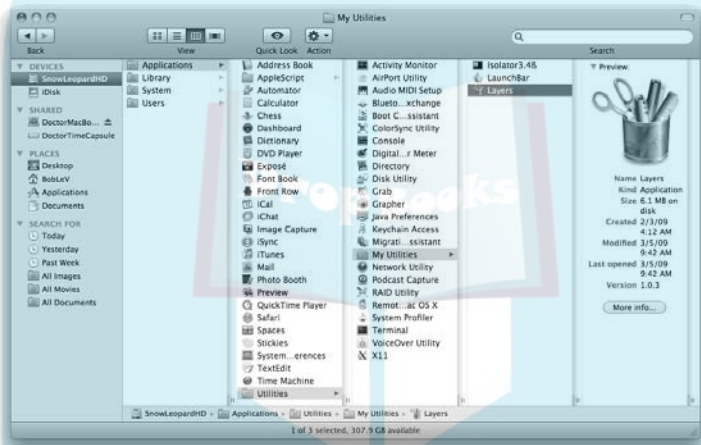 My Utilities
Back
View
Quick Look
Action
Search
DEVICES
SnowLeopardHD
iDisk
SHARED
DoctorMacBo...
DoctorTimeCapsule
PLACES
Desktop
BobLeV
Applications
Documents
SEARCH FOR
Today
Yesterday
Past Week
All Images
All Movies
All Documents
Applications
Library
System
Users
Address Book
AppleScript
Automator
Calculator
Chess
Dashboard
Dictionary
DVD Player
Exposé
Font Book
Front Row
iCal
iChat
Image Capture
iSync
iTunes
Mail
Photo Booth
Preview
QuickTime Player
Safari
Spaces
Stickies
System...erences
TextEdit
Time Machine
Utilities
Activity Monitor
AirPort Utility
Audio MIDI Setup
Blueto...xchange
Boot C...ssistant
ColorSync Utility
Console
Digital...r Meter
Directory
Disk Utility
Grab
Grapher
Java Preferences
Keychain Access
Migrati...ssistant
My Utilities
Network Utility
Podcast Capture
RAID Utility
Remot...ac OS X
System Profiler
Terminal
VoiceOver Utility
X11
Isolator3.4ß
LaunchBar
Layers
Preview:
Name Layers
Kind Application
Size 6.1 MB on disk
Created 2/3/09 4:12 AM
Modified 3/5/09 9:42 AM
Last opened 3/5/09 9:42 AM
Version 1.0.3
More info...
SnowLeopardHD
Applications
Utilities
My Utilities
Layers
1 of 3 selected, 307.9 GB available